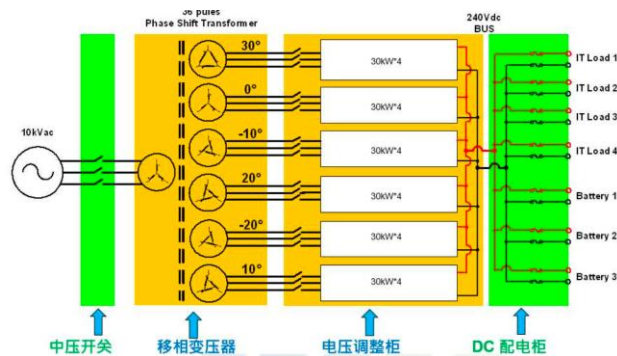 36 pules
Phase Shift Transformer
240Vdc
BUS
10kVac
30°
0°
-10°
20°
-20°
10°
30kW*4
30kW*4
30kW*4
30kW*4
30kW*4
30kW*4
IT Load 1
IT Load 2
IT Load 3
IT Load 4
Battery 1
Battery 2
Battery 3
中压开关
移相变压器
电压调整柜
DC 配电柜